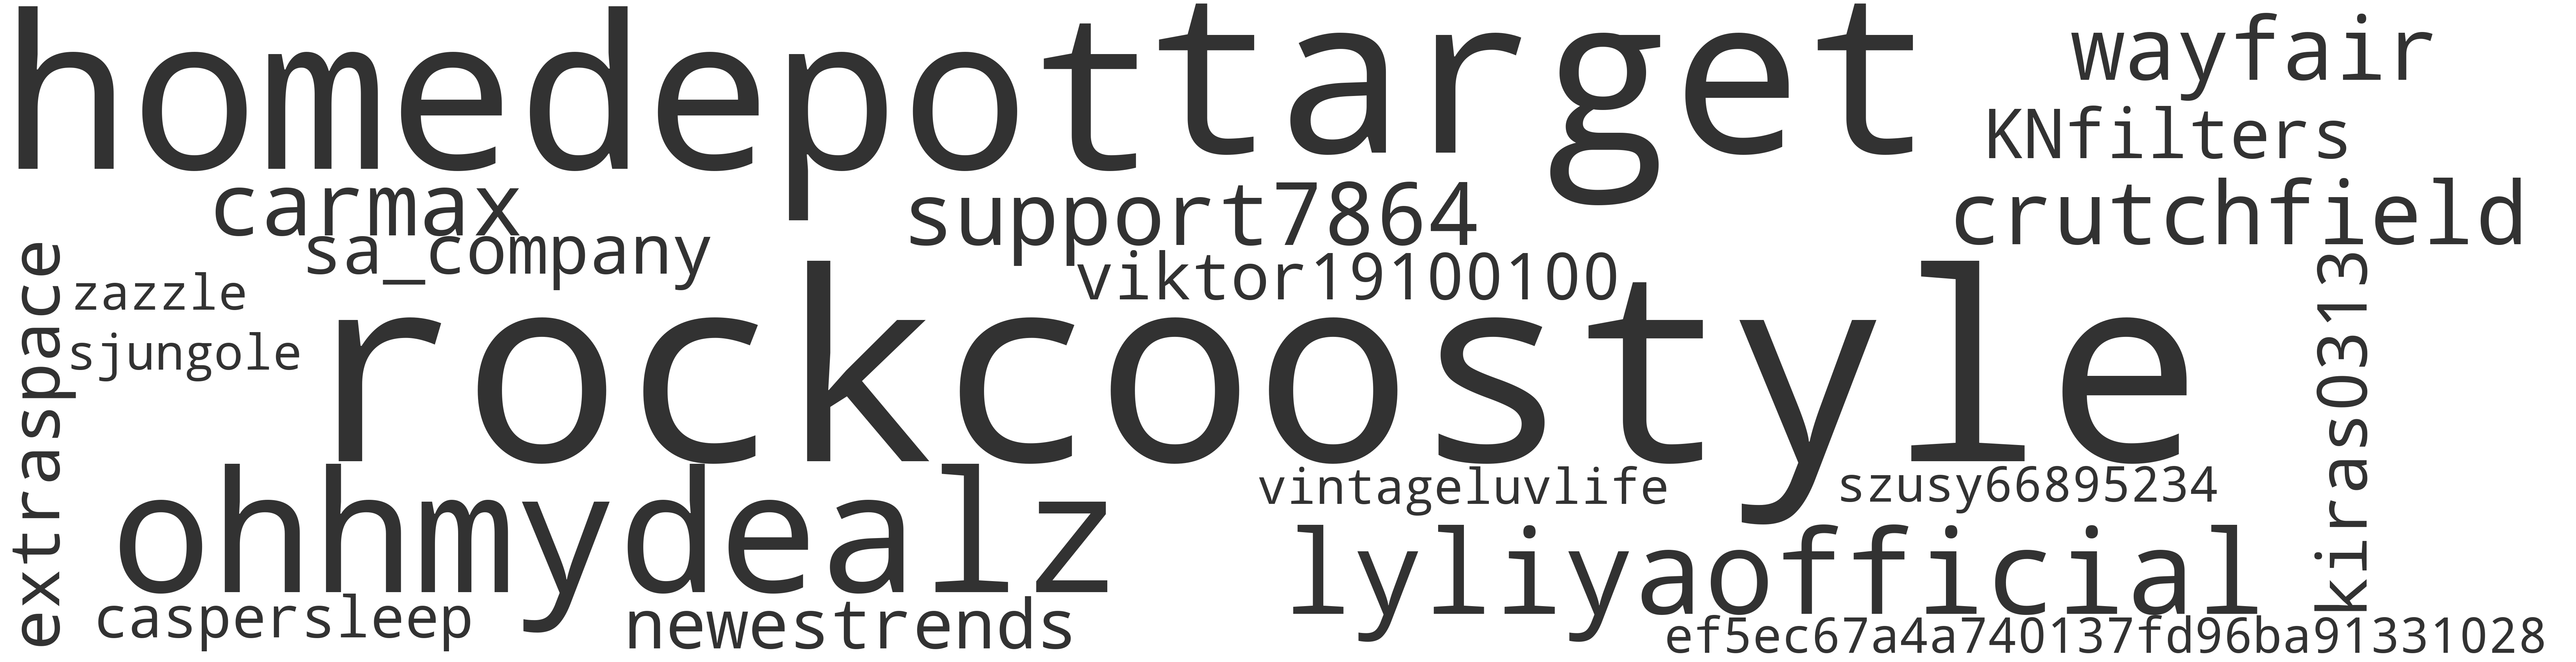 homedepot
target
wayfair
KNfilters
carmax
support7864
crutchfield
sa_company
viktor19100100
extraspace
zazzle
sjungole
rockcoostyle
kiras0313
ohhmydealz
vintageluvlife
szusy66895234
lyliyaofficial
caspersleep
newestrends
ef5ec67a4a740137fd96ba91331028